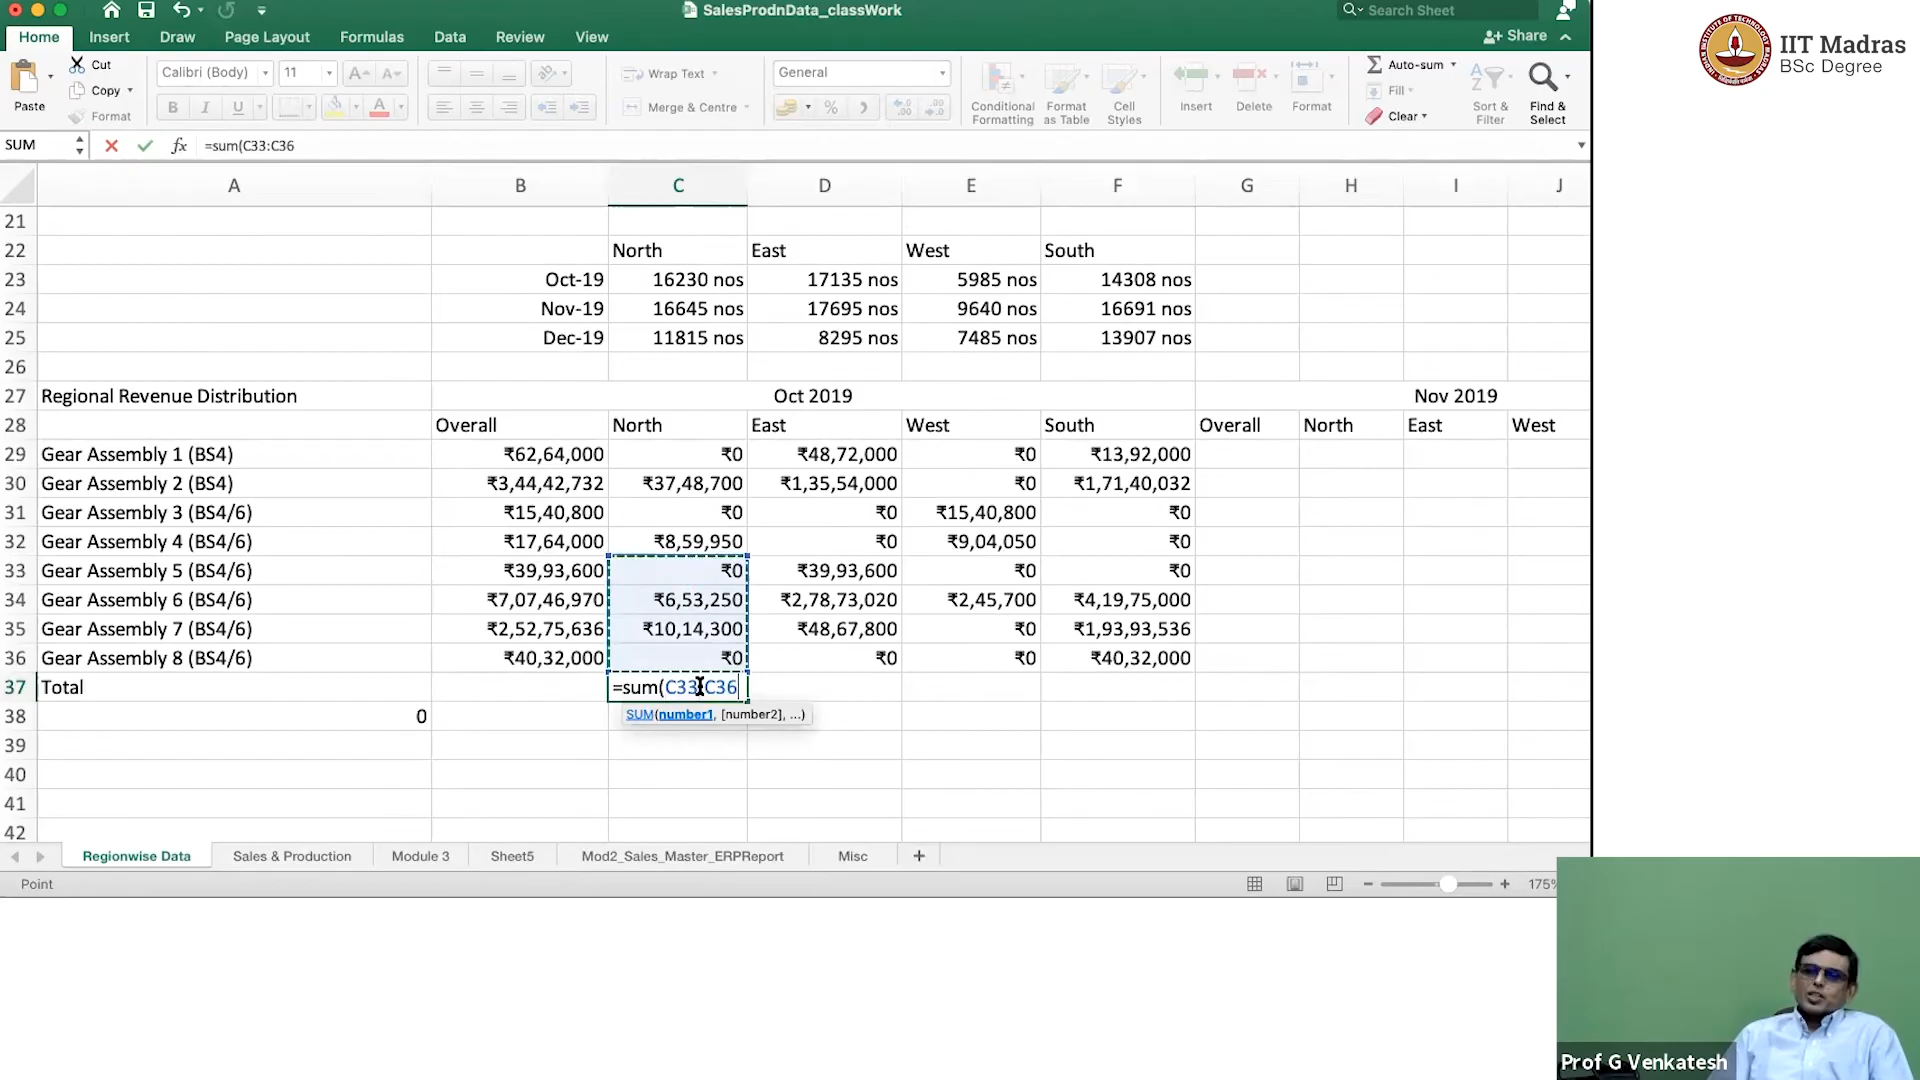 SalesProdnData_classWork
Search Sheet
Home Insert Draw Page Layout Formulas Data Review View
Share
Paste
Cut
Copy
Format
Calibri (Body) 11
Wrap Text
Merge & Centre
General
Conditional Formatting
Format as Table
Cell Styles
Insert
Delete
Format
Auto-sum
Fill
Clear
Sort & Filter
Find & Select
IIT Madras
BSc Degree
SUM fx =sum(C33:C36
A B C D E F G H I J
21
22 North East West South
23 Oct-19 16230 nos 17135 nos 5985 nos 14308 nos
24 Nov-19 16645 nos 17695 nos 9640 nos 16691 nos
25 Dec-19 11815 nos 8295 nos 7485 nos 13907 nos
26
27 Regional Revenue Distribution Oct 2019 Nov 2019
28 Overall North East West South Overall North East West
29 Gear Assembly 1 (BS4) ₹62,64,000 ₹0 ₹48,72,000 ₹0 ₹13,92,000
30 Gear Assembly 2 (BS4) ₹3,44,42,732 ₹37,48,700 ₹1,35,54,000 ₹0 ₹1,71,40,032
31 Gear Assembly 3 (BS4/6) ₹15,40,800 ₹0 ₹0 ₹15,40,800 ₹0
32 Gear Assembly 4 (BS4/6) ₹17,64,000 ₹8,59,950 ₹0 ₹9,04,050 ₹0
33 Gear Assembly 5 (BS4/6) ₹39,93,600 ₹0 ₹39,93,600 ₹0 ₹0
34 Gear Assembly 6 (BS4/6) ₹7,07,46,970 ₹6,53,250 ₹2,78,73,020 ₹2,45,700 ₹4,19,75,000
35 Gear Assembly 7 (BS4/6) ₹2,52,75,636 ₹10,14,300 ₹48,67,800 ₹0 ₹1,93,93,536
36 Gear Assembly 8 (BS4/6) ₹40,32,000 ₹0 ₹0 ₹0 ₹40,32,000
37 Total =sum(C33:C36
38 0
SUM(number1, [number2], ...)
39
40
41
42
Regionwise Data Sales & Production Module 3 Sheet5 Mod2_Sales_Master_ERPReport Misc +
Point
175%
Prof G Venkatesh